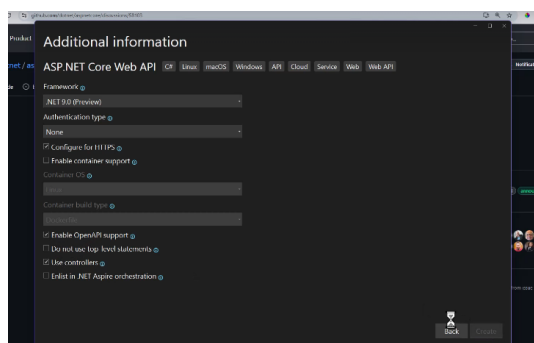 Product
Additional information
ASP.NET Core Web API C# Linux macOS Windows API Cloud Service Web Web API
Framework
.NET 9.0 (Preview)
Authentication type
None
Configure for HTTPS
Enable container support
Container OS
Linux
Container build type
Dockerfile
Enable OpenAPI support
Do not use top-level statements
Use controllers
Enlist in .NET Aspire orchestration
Back Create